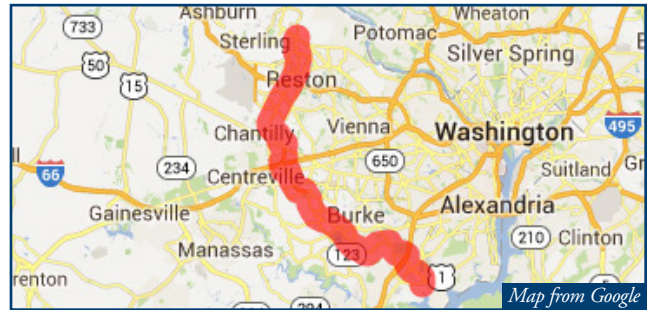 Ashburn
Wheaton
733
Sterling
Potomac
Silver Spring
50
15
Reston
Chantilly
Vienna
Washington
495
234
650
66
Centreville
Suitland
Gr
Gainesville
Burke
Alexandria
210
Clinton
Manassas
123
1
renton
Map from Google